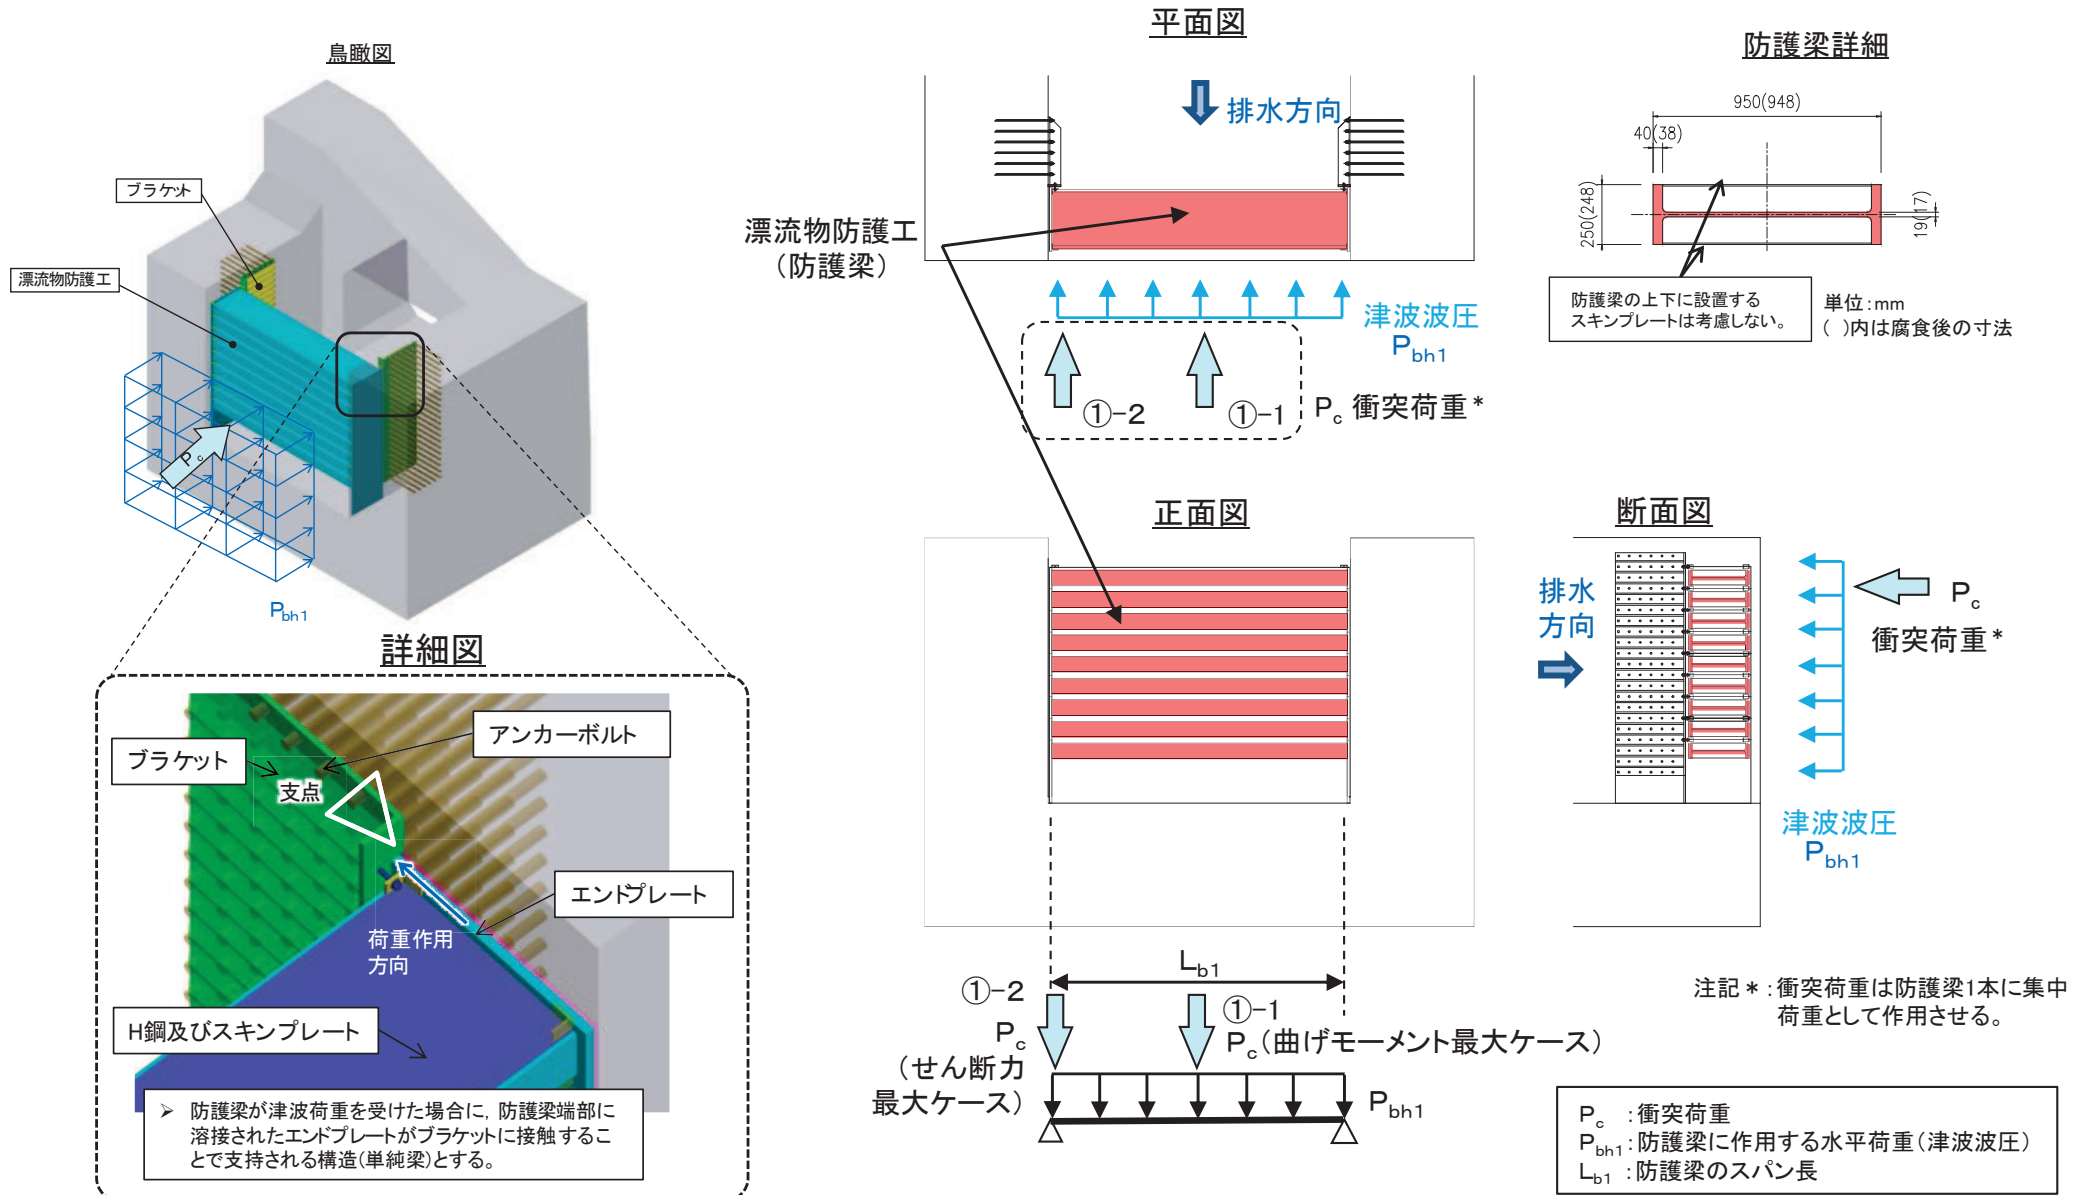 鳥瞰図
ブラケット
漂流物防護工
Pc
Pbh1
詳細図
ブラケット
アンカーボルト
支点
エンドプレート
荷重作用
方向
H鋼及びスキンプレート
➢ 防護梁が津波荷重を受けた場合に，防護梁端部に
溶接されたエンドプレートがブラケットに接触するこ
とで支持される構造(単純梁)とする。
平面図
排水方向
漂流物防護工
（防護梁）
津波波圧
Pbh1
①-2
①-1
Pc 衝突荷重*
防護梁詳細
950(948)
40(38)
250(248)
19(17)
防護梁の上下に設置する
スキンプレートは考慮しない。
単位：mm
（ ）内は腐食後の寸法
正面図
断面図
排水
方向
Pc
衝突荷重*
津波波圧
Pbh1
Lb1
①-2
Pc
（せん断力
最大ケース）
①-1
Pc（曲げモーメント最大ケース）
Pbh1
注記＊：衝突荷重は防護梁1本に集中
荷重として作用させる。
Pc ：衝突荷重
Pbh1：防護梁に作用する水平荷重（津波波圧）
Lb1 ：防護梁のスパン長